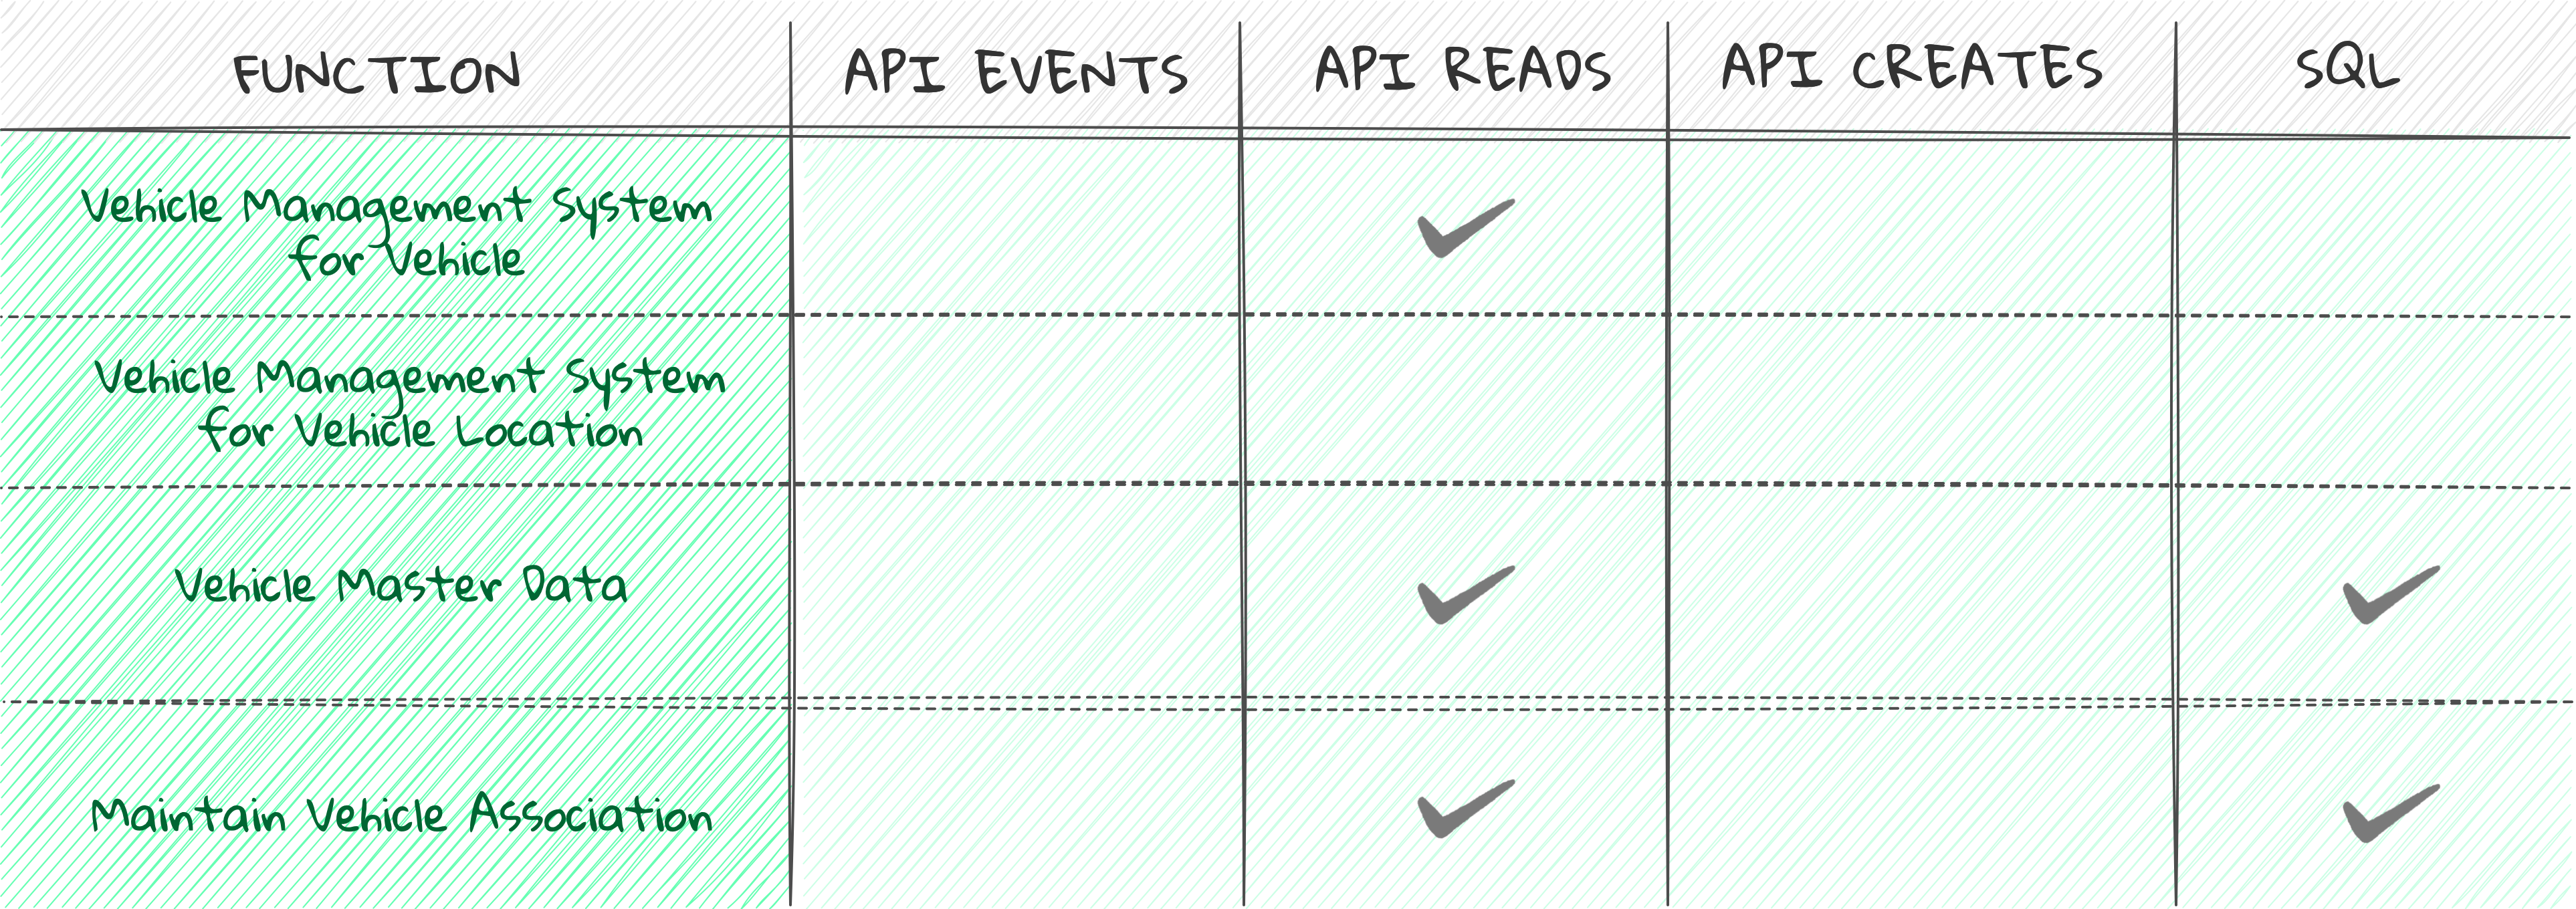 FUNCTION API EVENTS API READS API CREATES SQL
Vehicle Management System
for Vehicle
Vehicle Management System
for Vehicle Location
Vehicle Master Data
Maintain Vehicle Association